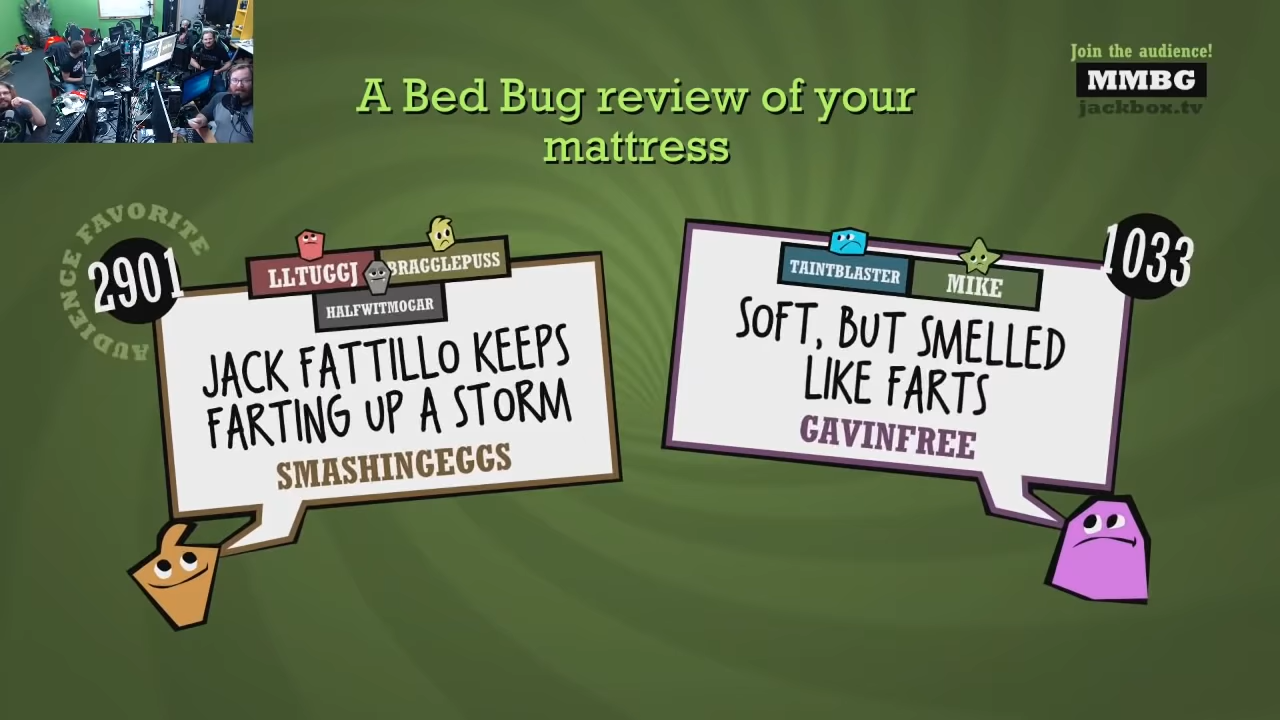 Join the audience!
MMBG
jackbox.tv
A Bed Bug review of your
mattress
AUDIENCE FAVORITE
2901
LLTUGGJ
BRAGGLEPUSS
HALFWITMOGAR
JACK FATTILLO KEEPS
FARTING UP A STORM
SMASHINGEGGS
1033
TAINTBLASTER
MIKE
SOFT, BUT SMELLED
LIKE FARTS
GAVINFREE